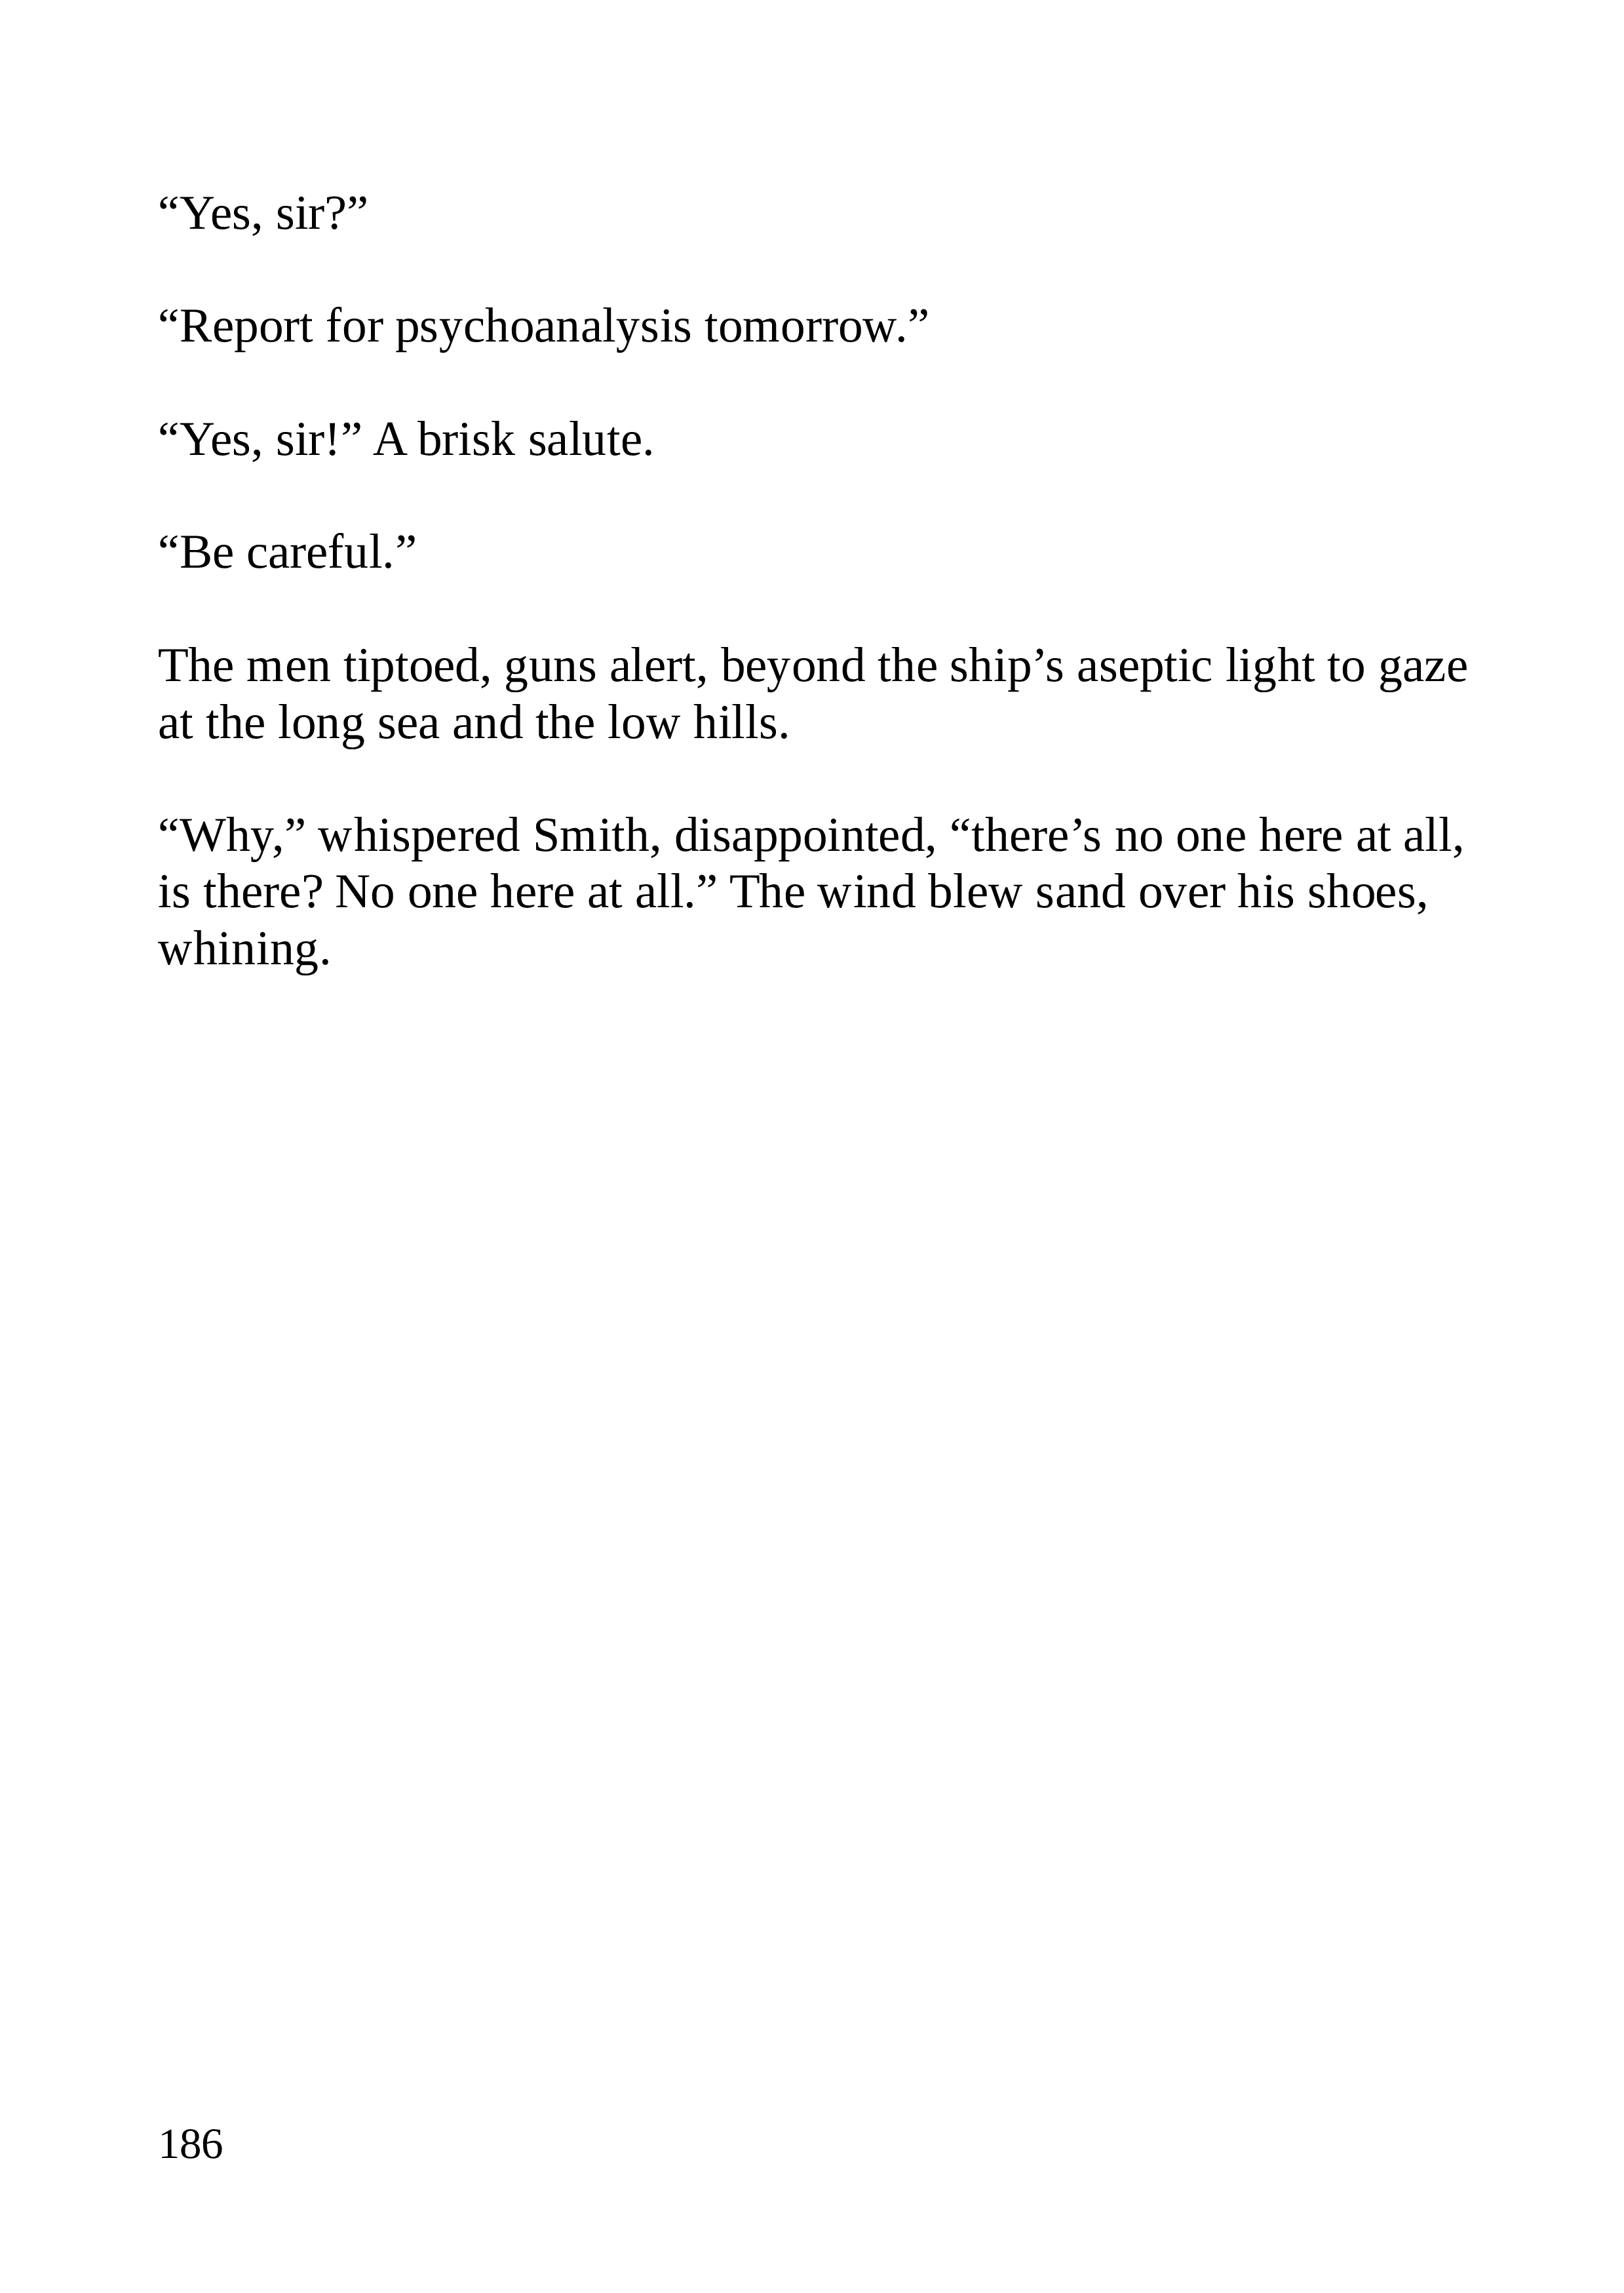 “Yes, sir?”
“Report for psychoanalysis tomorrow.”
“Yes, sir!” A brisk salute.
“Be careful.”
The men tiptoed, guns alert, beyond the ship’s aseptic light to gaze
at the long sea and the low hills.
“Why,” whispered Smith, disappointed, “there’s no one here at all,
is there? No one here at all.” The wind blew sand over his shoes,
whining.
186